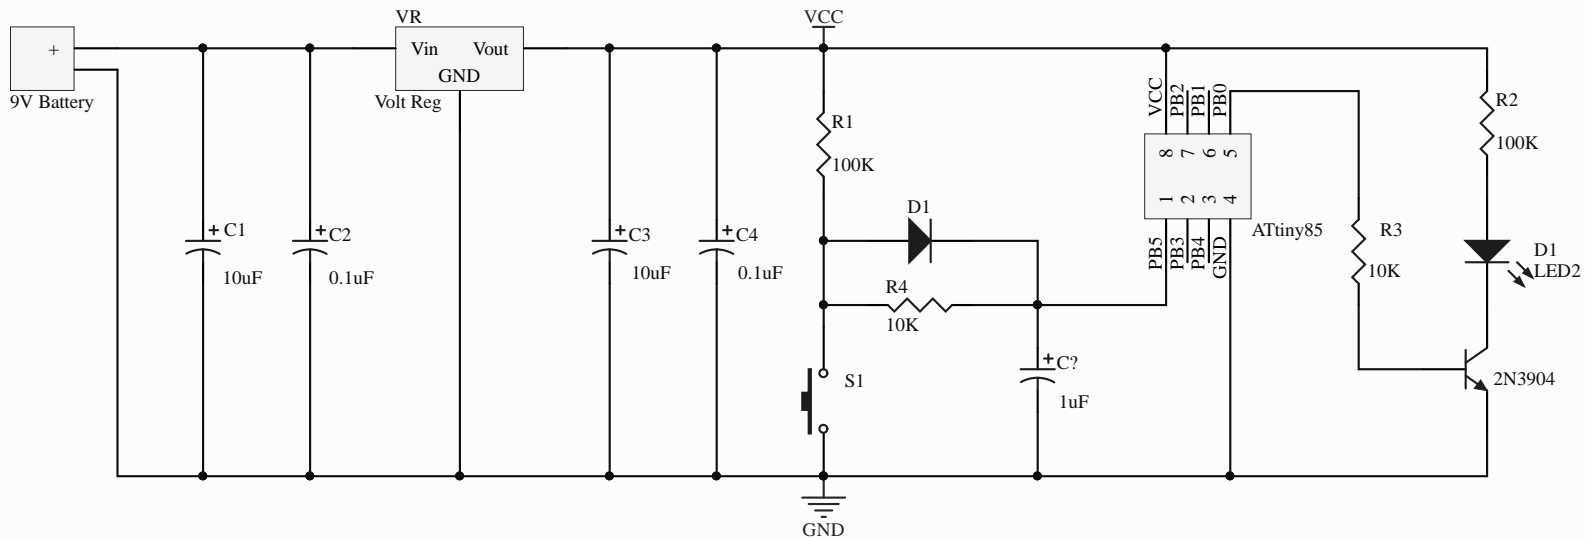 VR
VCC
+
Vin Vout
GND
9V Battery
Volt Reg
VCC
PB2
PB1
PB0
R1
100K
R2
100K
8 7 6 5
1 2 3 4
ATtiny85
PB5
PB3
PB4
GND
+ C1
10uF
+ C2
0.1uF
+ C3
10uF
+ C4
0.1uF
D1
R4
10K
R3
10K
D1
LED2
+ C?
1uF
S1
2N3904
GND